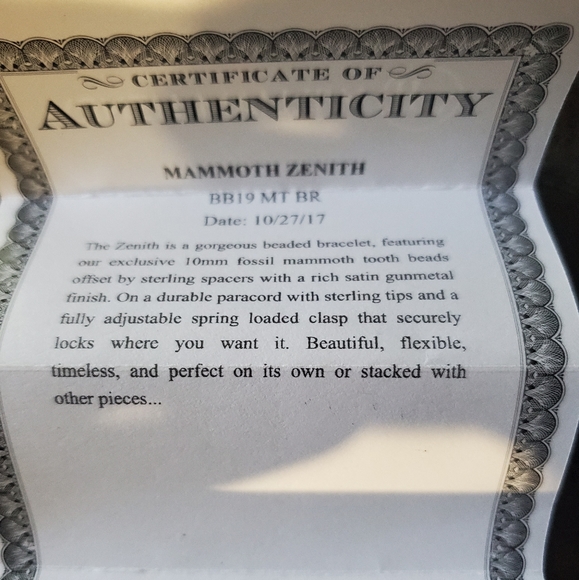 CERTIFICATE OF
AUTHENTICITY
MAMMOTH ZENITH
BB19 MT BR
Date: 10/27/17
The Zenith is a gorgeous beaded bracelet, featuring
our exclusive 10mm fossil mammoth tooth beads
offset by sterling spacers with a rich satin gunmetal
finish. On a durable paracord with sterling tips and a
fully adjustable spring loaded clasp that securely
locks where you want it. Beautiful, flexible,
timeless, and perfect on its own or stacked with
other pieces...